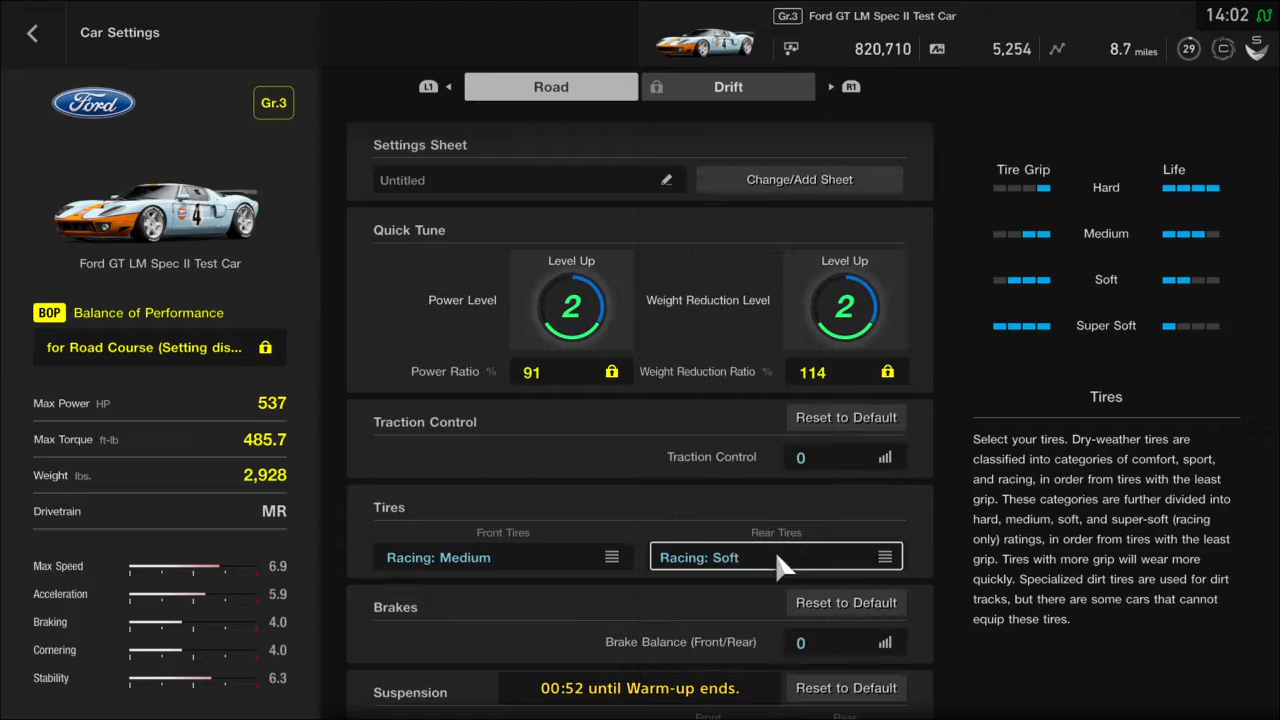 Car Settings
Gr.3 Ford GT LM Spec II Test Car
14:02
820,710 5,254 8.7 miles 29 C S
Ford
Gr.3
4
Ford GT LM Spec II Test Car
BOP Balance of Performance
for Road Course (Setting dis...
Max Power HP 537
Max Torque ft-lb 485.7
Weight lbs. 2,928
Drivetrain MR
Max Speed 6.9
Acceleration 5.9
Braking 4.0
Cornering 4.0
Stability 6.3
L1 Road Drift R1
Settings Sheet
Untitled Change/Add Sheet
Quick Tune
Level Up Level Up
Power Level 2 Weight Reduction Level 2
Power Ratio % 91 Weight Reduction Ratio % 114
Traction Control Reset to Default
Traction Control 0
Tires
Front Tires Rear Tires
Racing: Medium Racing: Soft
Brakes Reset to Default
Brake Balance (Front/Rear) 0
Suspension 00:52 until Warm-up ends. Reset to Default
Front Rear
Tire Grip Life
Hard
Medium
Soft
Super Soft
Tires
Select your tires. Dry-weather tires are
classified into categories of comfort, sport,
and racing, in order from tires with the least
grip. These categories are further divided into
hard, medium, soft, and super-soft (racing
only) ratings, in order from tires with the least
grip. Tires with more grip will wear more
quickly. Specialized dirt tires are used for dirt
tracks, but there are some cars that cannot
equip these tires.